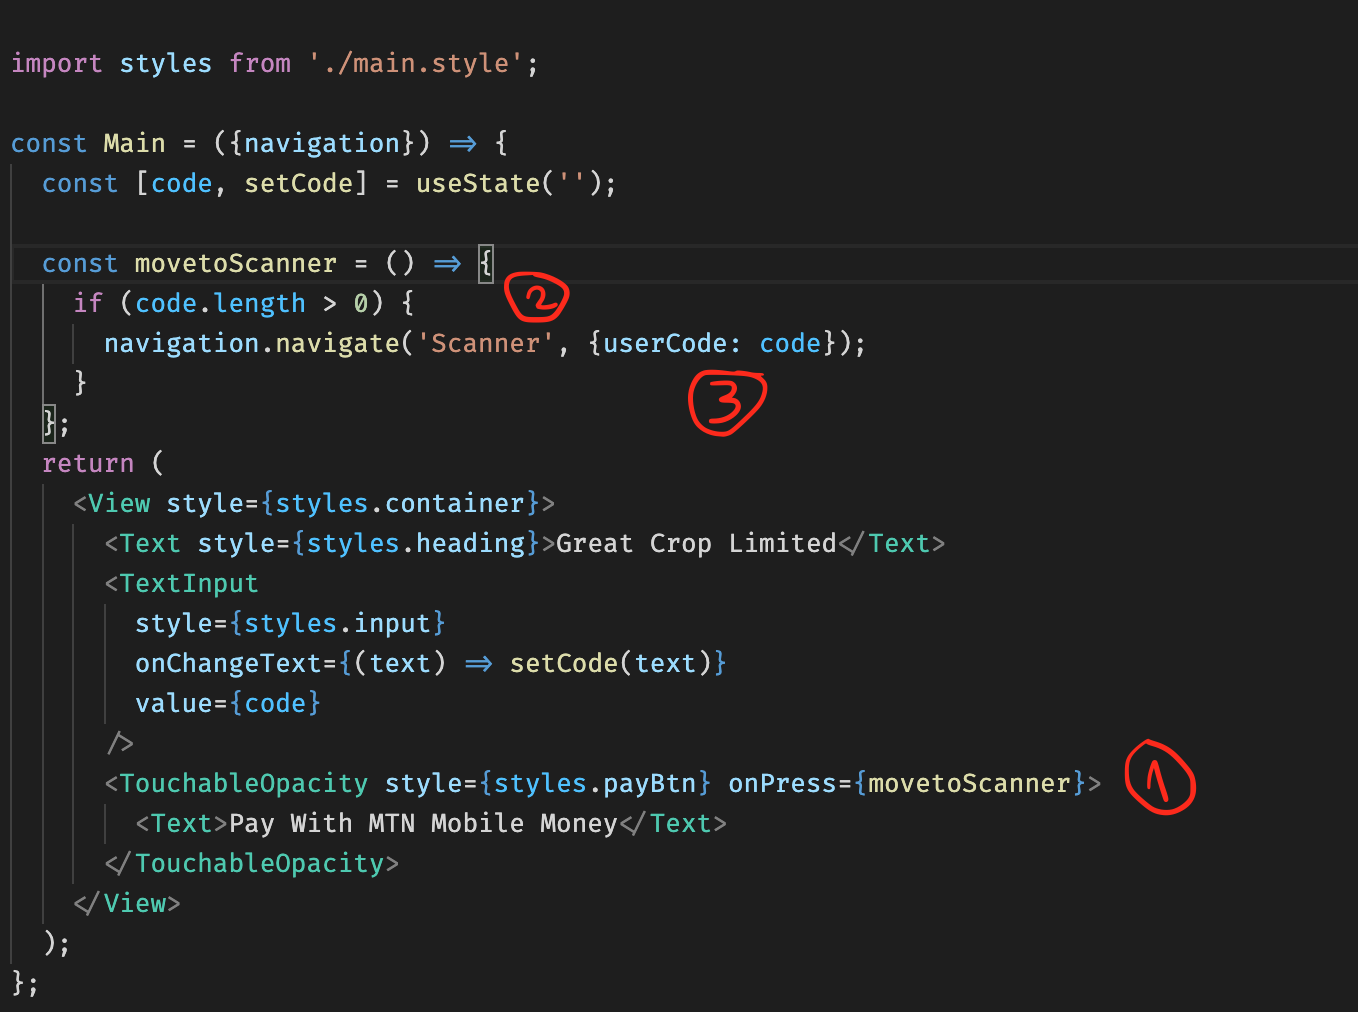 import styles from './main.style';
const Main = ({navigation}) => {
const [code, setCode] = useState('');
const movetoScanner = () => {
if (code.length > 0) {
2
navigation.navigate('Scanner', {userCode: code});
}
3
};
return (
<View style={styles.container}>
<Text style={styles.heading}>Great Crop Limited</Text>
<TextInput
style={styles.input}
onChangeText={(text) => setCode(text)}
value={code}
/>
<TouchableOpacity style={styles.payBtn} onPress={movetoScanner}>
1
<Text>Pay With MTN Mobile Money</Text>
</TouchableOpacity>
</View>
);
};